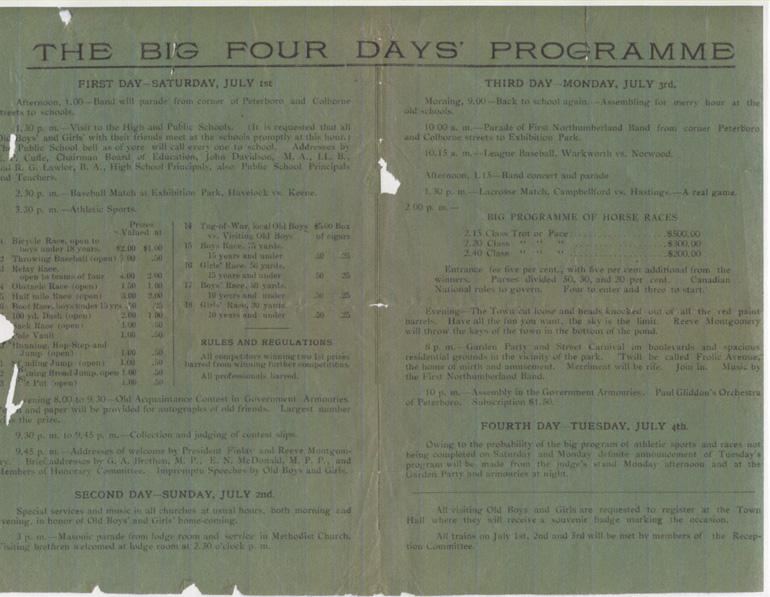 THE BIG FOUR DAYS' PROGRAMME
FIRST DAY—SATURDAY, JULY 1st
Afternoon, 1.00—Band will parade from corner of Peterboro and Colborne
streets to schools.
1.30 p. m.—Visit to the High and Public Schools. (It is requested that all
Old Boys' and Girls' with their friends meet at the schools promptly at this hour.)
The Public School bell as of yore will call every one to school. Addresses by
Cuffe, Chairman Board of Education, John Davidson, M. A., LL. B.,
and R. G. Lawlor, B. A., High School Principals, also Public School Principals
and Teachers.
2.30 p. m.—Baseball Match at Exhibition Park, Havelock vs. Keene.
3.30 p. m.—Athletic Sports.
Prizes
Valued at
1 Bicycle Race, open to
boys under 18 years, $2.00 $1.00
2 Throwing Baseball (open) 1.00 .50
3 Relay Race,
open to teams of four 4.00 2.00
4 Obstacle Race (open) 1.50 1.00
5 Half mile Race (open) 3.00 2.00
Boot Race, boys under 15 yrs .25
100 yd. Dash (open) 2.00 1.00
Sack Race (open) 1.00 .50
Pole Vault 1.00 .50
Running, Hop-Step-and
Jump (open) 1.00 .50
Standing Jump (open) 1.00 .50
Running Broad Jump, open 1.00 .50
Pot (open) 1.00 .50
14 Tug-of-War, local Old Boys $5.00 Box
vs. Visiting Old Boys of cigars
15 Boys Race, 75 yards.
15 years and under .50 .25
16 Girls' Race, 50 yards.
15 years and under .50 .25
17 Boys' Race, 50 yards.
10 years and under .50 .25
18 Girls' Race, 30 yards.
10 years and under .50 .25
RULES AND REGULATIONS
All competitors winning two 1st prizes
barred from winning further competitions.
All professionals barred.
Evening 8.00 to 9.30—Old Acquaintance Contest in Government Armouries.
and paper will be provided for autographs of old friends. Largest number
the prize.
9.30 p. m. to 9.45 p. m.—Collection and judging of contest slips.
9.45 p. m.—Addresses of welcome by President Finlay and Reeve Montgom-
ry. Brief addresses by G. A. Brethen, M. P., E. N. McDonald, M. P. P., and
Members of Honorary Committee. Impromptu Speeches by Old Boys and Girls.
SECOND DAY—SUNDAY, JULY 2nd.
Special services and music in all churches at usual hours, both morning and
evening, in honor of Old Boys' and Girls' home-coming.
3 p. m.—Masonic parade from lodge room and service in Methodist Church.
Visiting brethren welcomed at lodge room at 2.30 o'clock p. m.
THIRD DAY—MONDAY, JULY 3rd.
Morning, 9.00—Back to school again.—Assembling for merry hour at the
old schools.
10.00 a. m.—Parade of First Northumberland Band from corner Peterboro
and Colborne streets to Exhibition Park.
10.15 a. m.—League Baseball, Warkworth vs. Norwood.
Afternoon, 1.15—Band concert and parade
1.30 p. m.—Lacrosse Match, Campbellford vs. Hastings.—A real game.
2.00 p. m.—
BIG PROGRAMME OF HORSE RACES
2.15 Class Trot or Pace $500.00
2.20 Class " " " $300.00
2.40 Class " " " $200.00
Entrance fee five per cent., with five per cent additional from the
winners. Purses divided 50, 30, and 20 per cent. Canadian
National rules to govern. Four to enter and three to start.
Evening—The Town cut loose and heads knocked out of all the red paint
barrels. Have all the fun you want, the sky is the limit. Reeve Montgomery
will throw the keys of the town in the bottom of the pond.
8 p. m.—Garden Party and Street Carnival on boulevards and spacious
residential grounds in the vicinity of the park. 'Twill be called Frolic Avenue,
the home of mirth and amusement. Merriment will be rife. Join in. Music by
the First Northumberland Band.
10 p. m.—Assembly in the Government Armouries. Paul Gliddon's Orchestra
of Peterboro. Subscription $1.50.
FOURTH DAY—TUESDAY, JULY 4th.
Owing to the probability of the big program of athletic sports and races not
being completed on Saturday and Monday definite announcement of Tuesday's
program will be made from the judge's stand Monday afternoon and at the
Garden Party and armouries at night.
All visiting Old Boys and Girls are requested to register at the Town
Hall where they will receive a souvenir badge marking the occasion.
All trains on July 1st, 2nd and 3rd will be met by members of the Recep-
tion Committee.